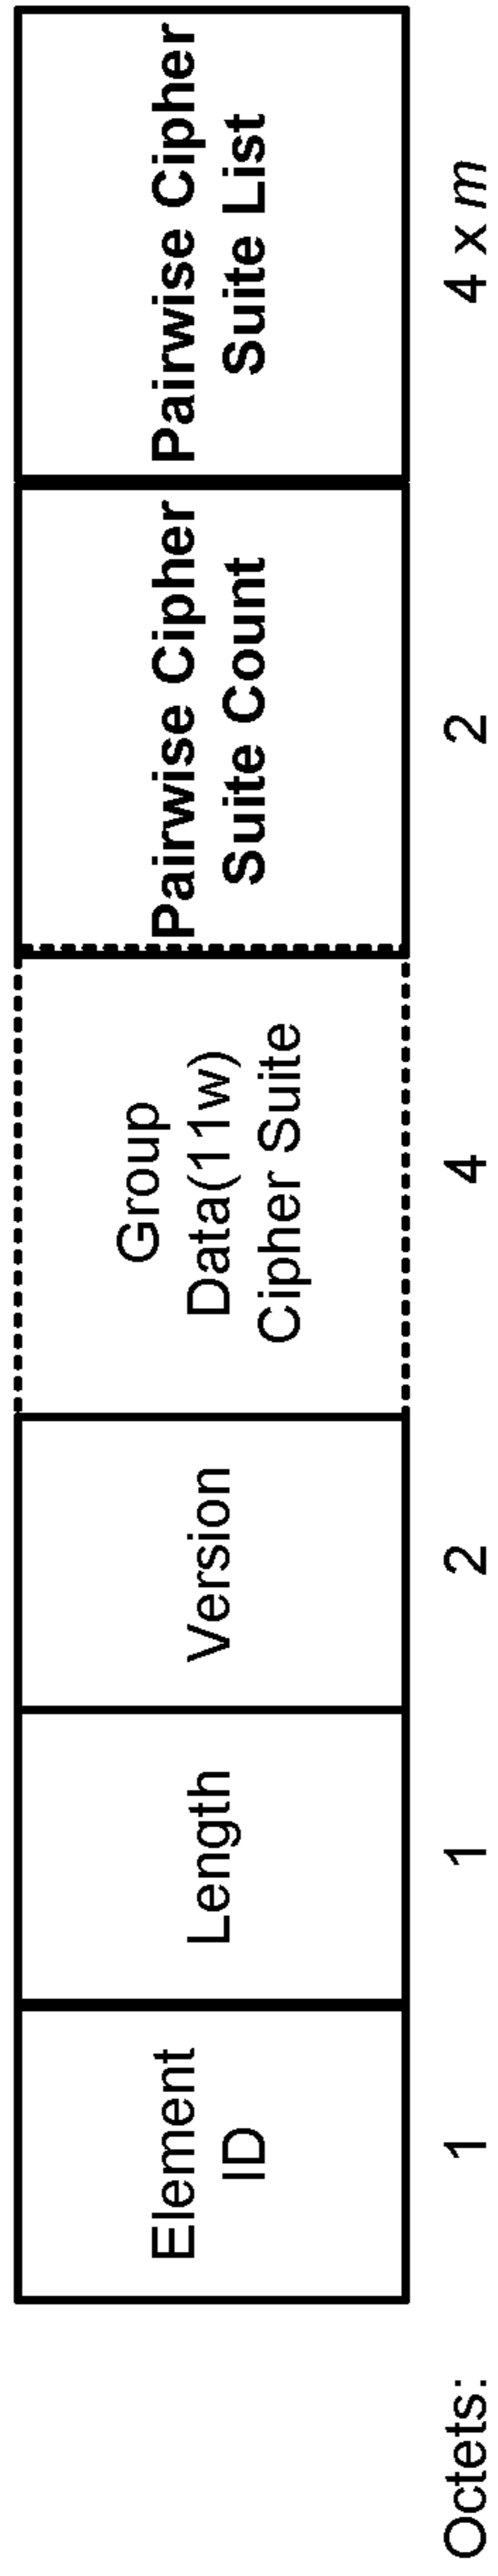 Element
ID
Length
Version
Group
Data(11w)
Cipher Suite
Pairwise Cipher
Suite Count
Pairwise Cipher
Suite List
Octets: 1 1 2 4 2 4 x m